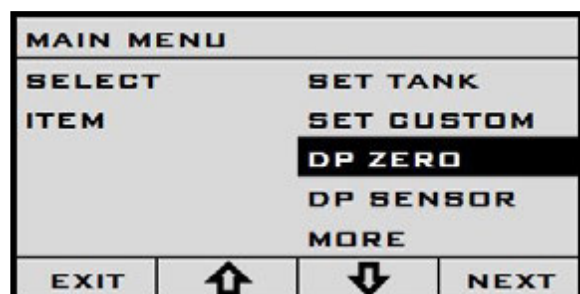 MAIN MENU
SELECT SET TANK
ITEM SET CUSTOM
DP ZERO
DP SENSOR
MORE
EXIT NEXT